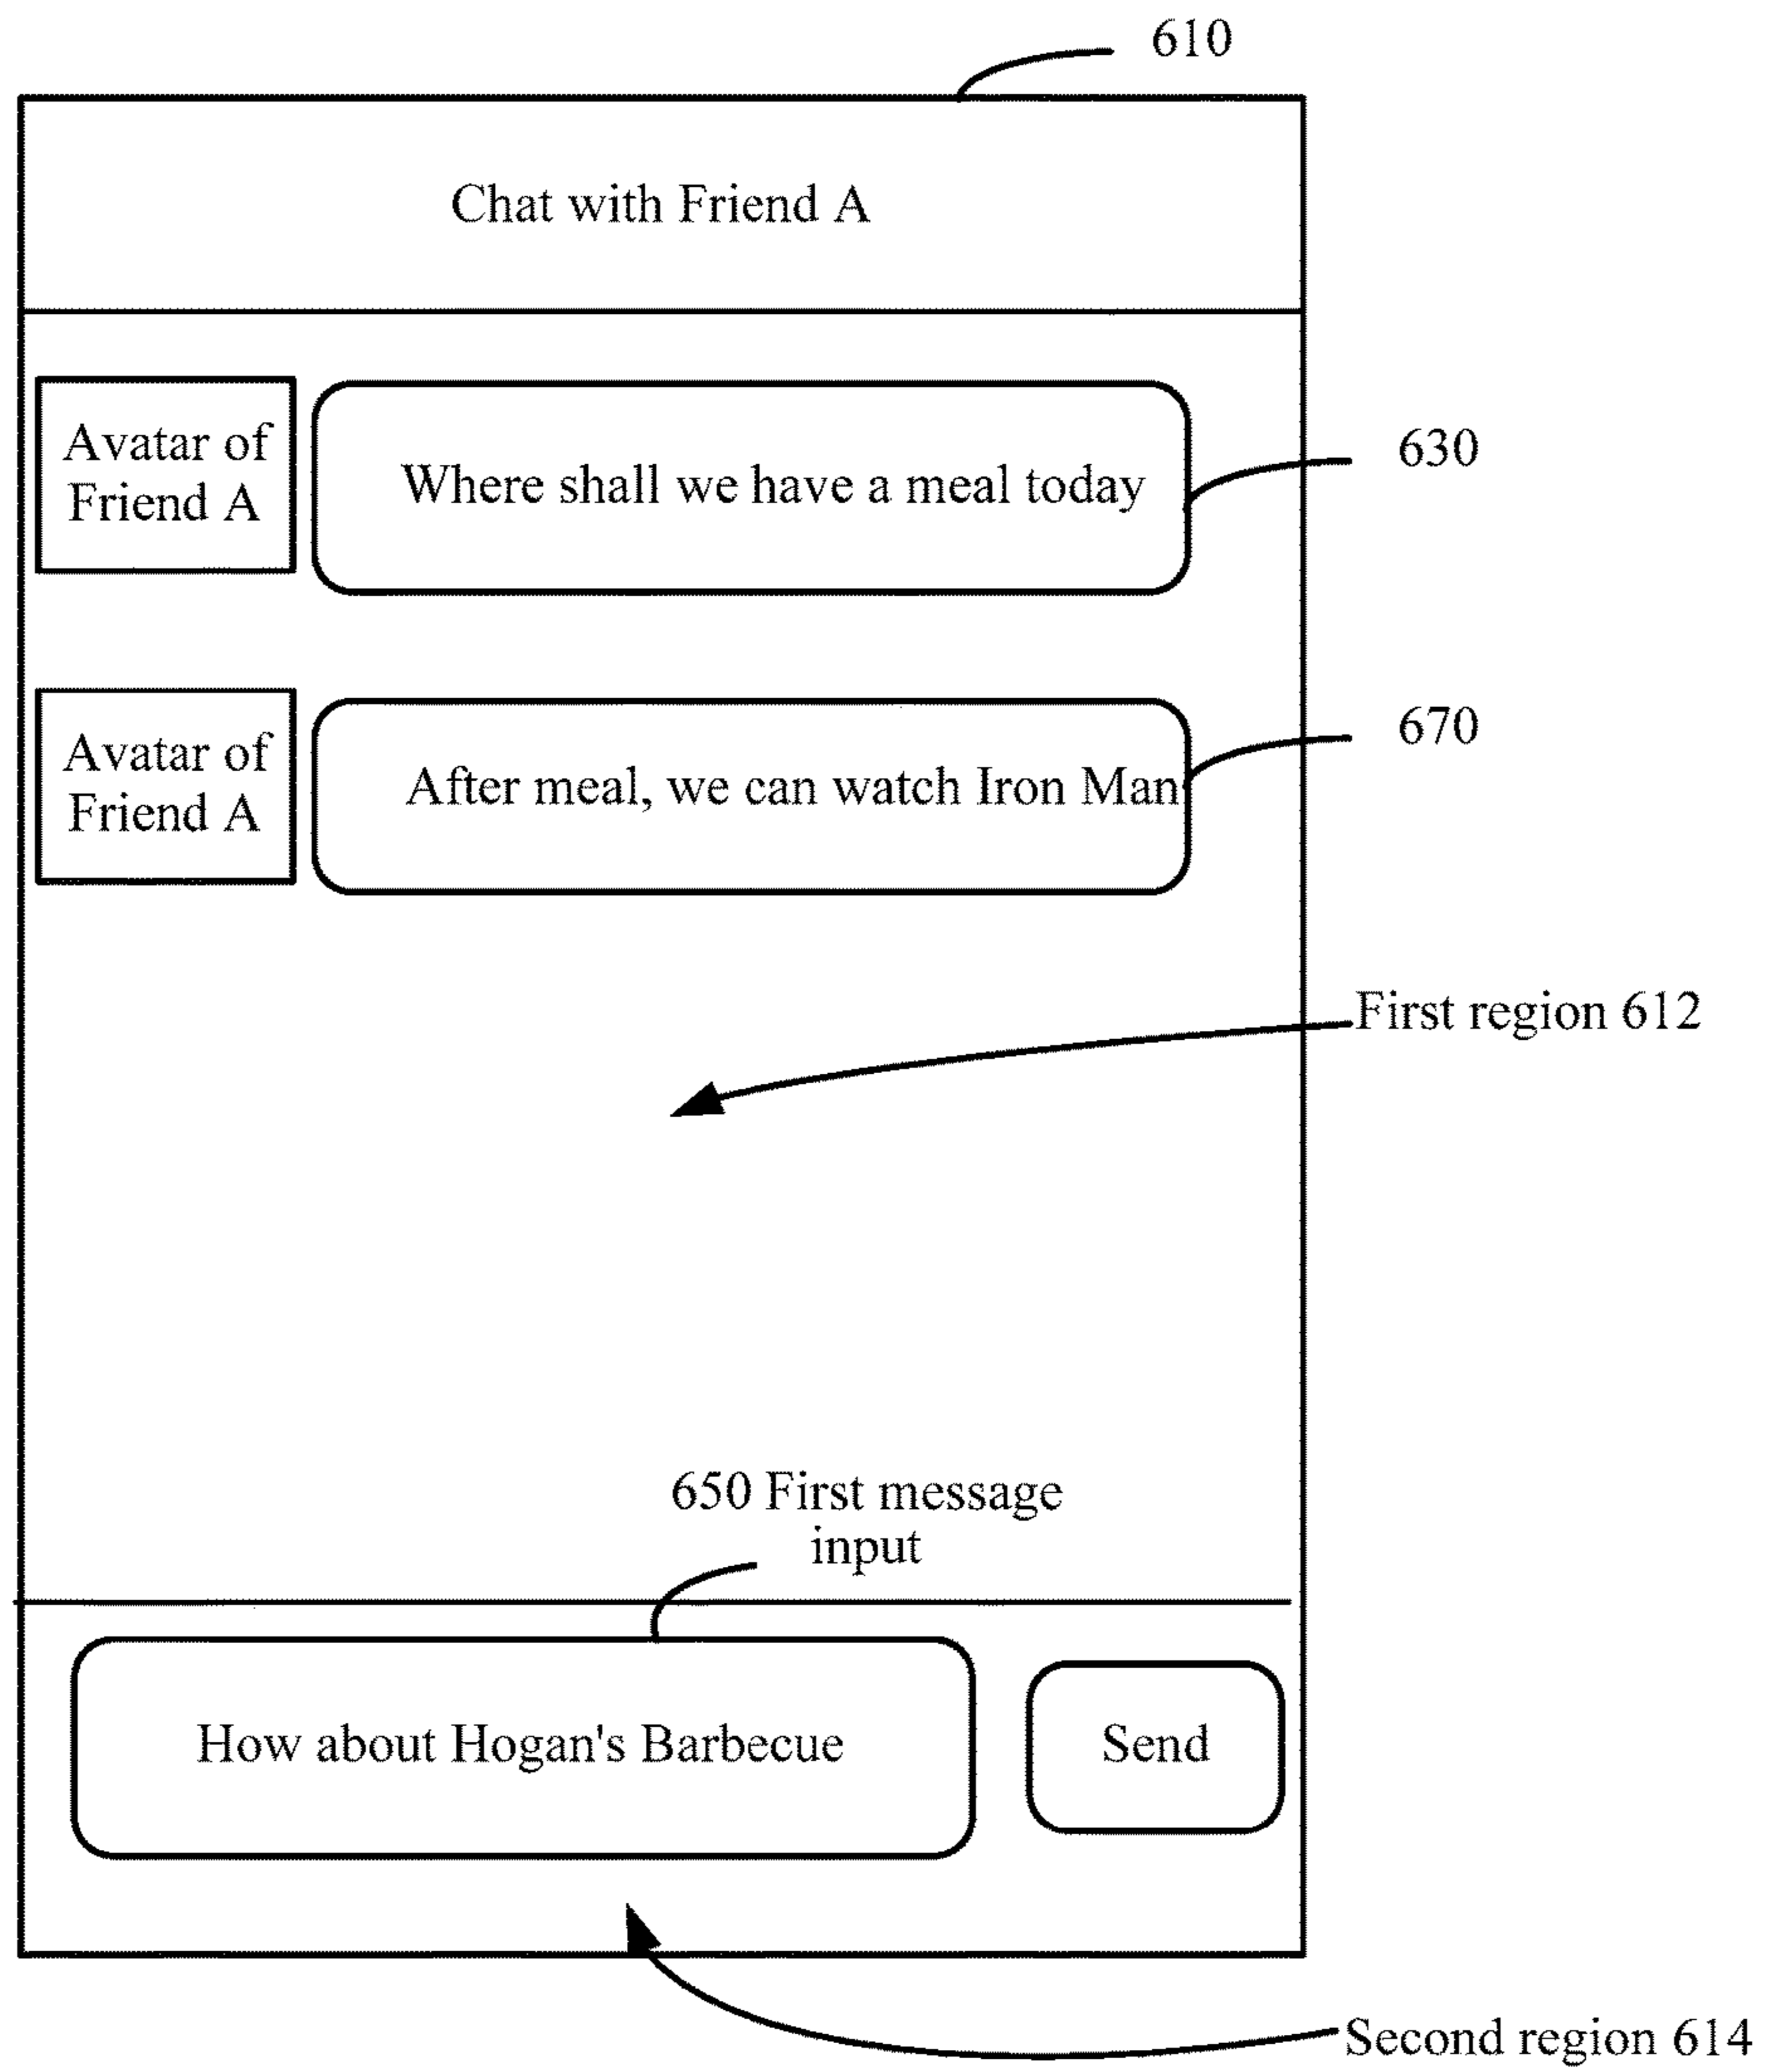 610
Chat with Friend A
Avatar of
Friend A
Where shall we have a meal today
630
Avatar of
Friend A
After meal, we can watch Iron Man
670
First region 612
650 First message
input
How about Hogan's Barbecue
Send
Second region 614